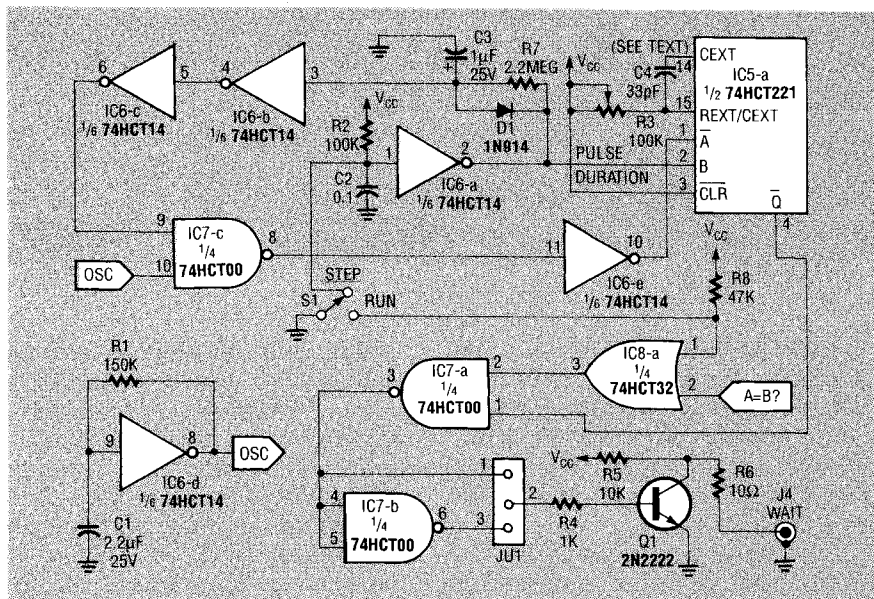 6
IC6-c
1/6 74HCT14
5
4
IC6-b
1/6 74HCT14
3
C3
1µF
25V
+
R7
2.2MEG
D1
1N914
VCC
R2
100K
C2
0.1
1
2
IC6-a
1/6 74HCT14
(SEE TEXT)
VCC
C4
33pF
R3
100K
PULSE
DURATION
CEXT
14
15
REXT/CEXT
1
A
2
B
3
CLR
Q
4
IC5-a
1/2 74HCT221
9
10
OSC
IC7-c
1/4
74HCT00
8
STEP
S1
RUN
11
10
IC6-e
1/6 74HCT14
VCC
R8
47K
R1
150K
9
8
OSC
IC6-d
1/6 74HCT14
C1
2.2µF
25V
3
IC7-a
1/4
74HCT00
2
1
3
IC8-a
1/4
74HCT32
1
2
A=B?
4
5
IC7-b
1/4
74HCT00
6
1
2
3
JU1
R4
1K
VCC
R5
10K
Q1
2N2222
R6
10Ω
J4
WAIT